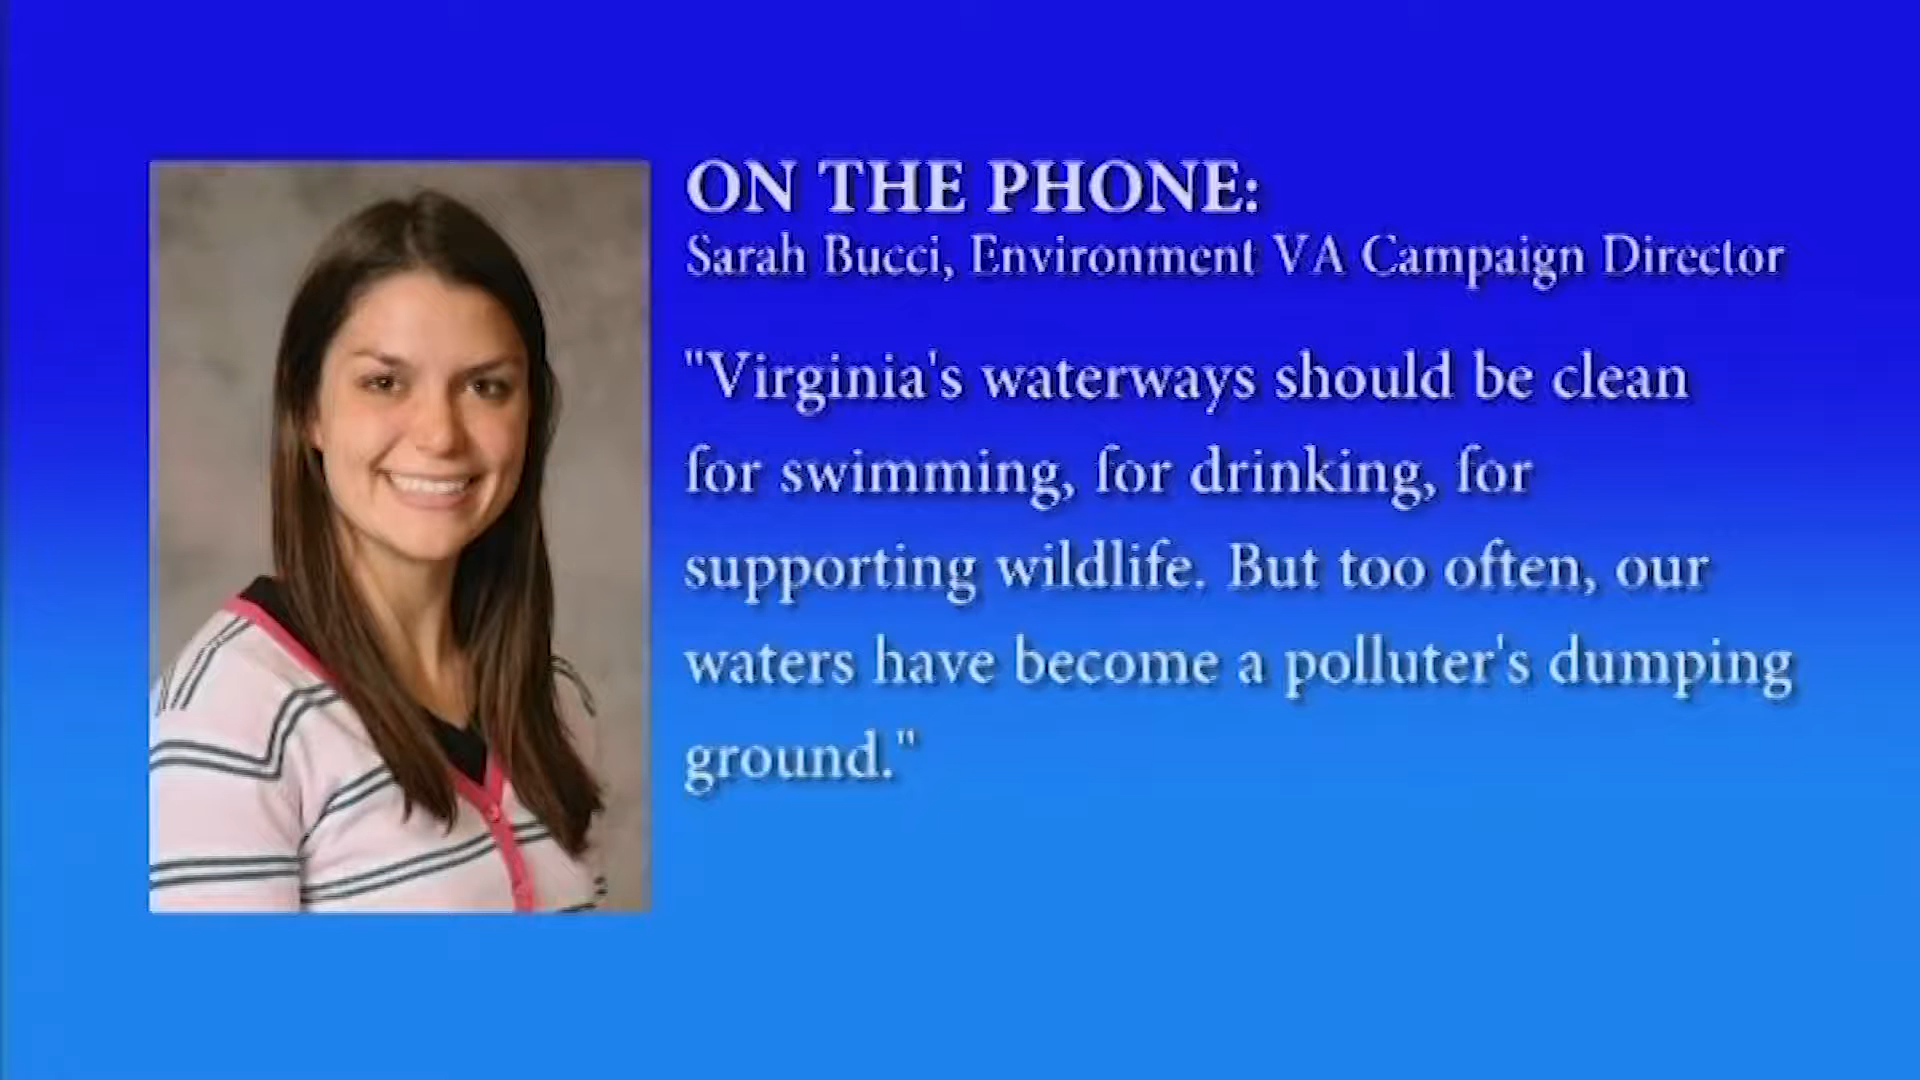 ON THE PHONE:
Sarah Bucci, Environment VA Campaign Director
"Virginia's waterways should be clean
for swimming, for drinking, for
supporting wildlife. But too often, our
waters have become a polluter's dumping
ground."